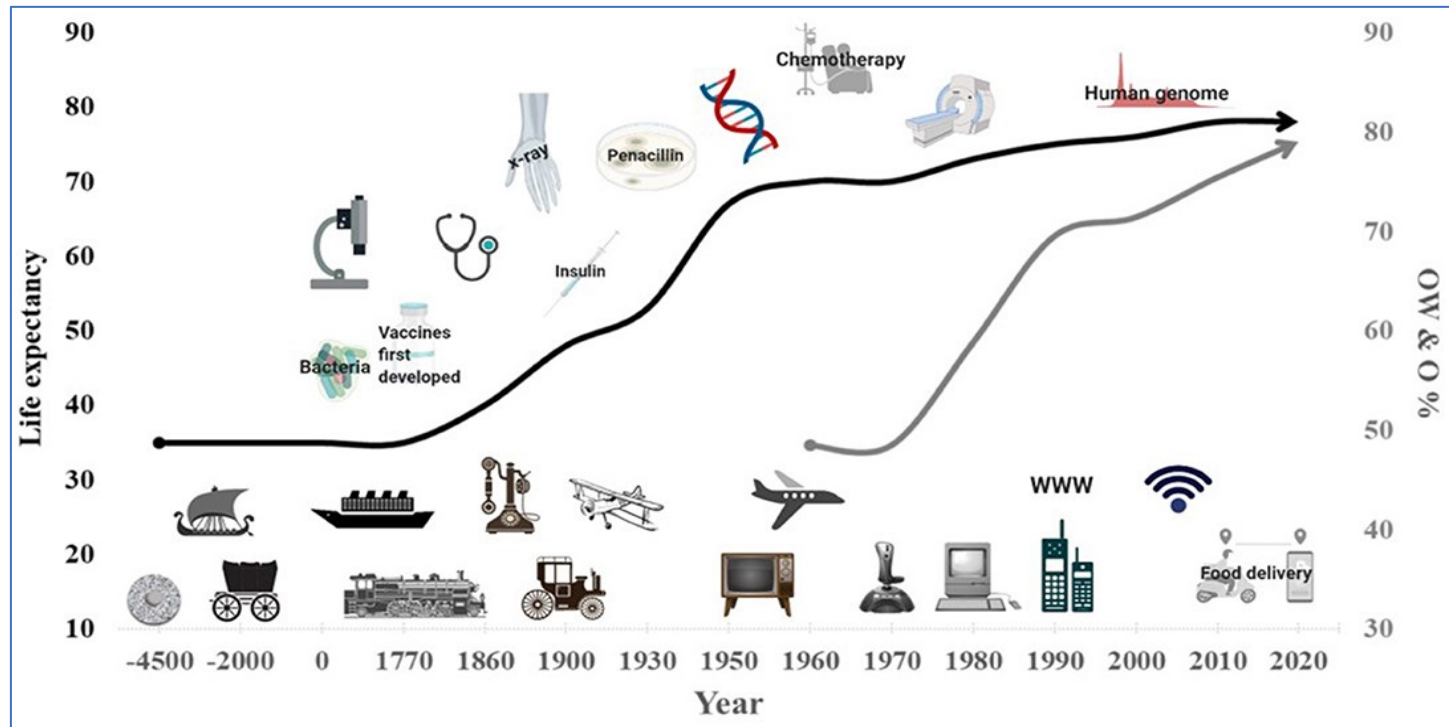 90
80
70
60
50
40
30
20
10
Life expectancy
90
80
70
60
50
40
30
OW & O %
Chemotherapy
Human genome
x-ray
Penacillin
Insulin
Vaccines
first
developed
Bacteria
WWW
Food delivery
-4500 -2000 0 1770 1860 1900 1930 1950 1960 1970 1980 1990 2000 2010 2020
Year